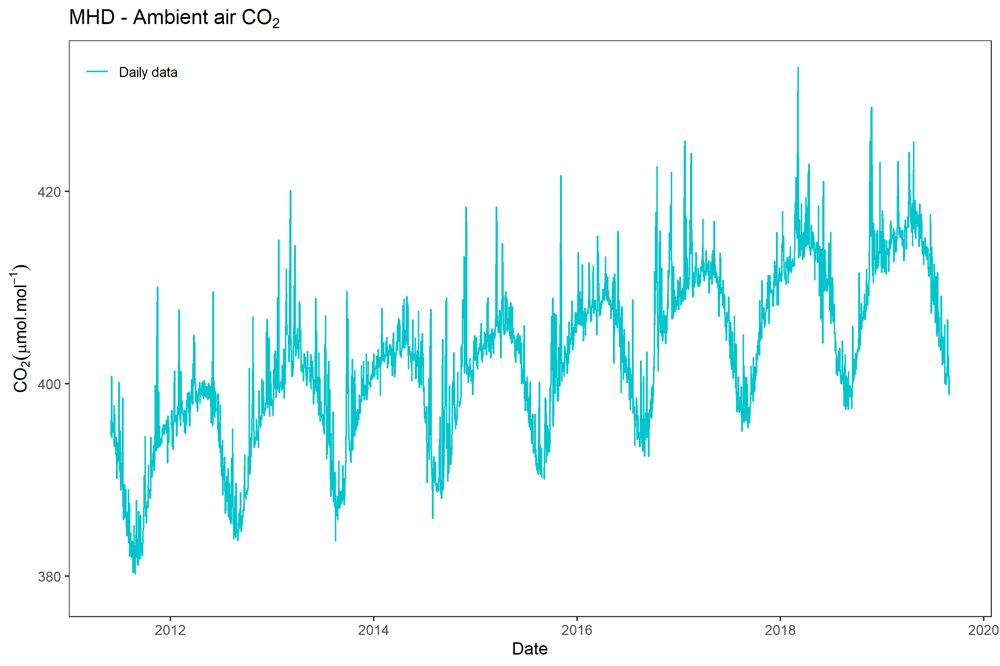 MHD - Ambient air CO₂
Daily data
CO₂(μmol.mol⁻¹)
420
400
380
2012
2014
2016
2018
2020
Date